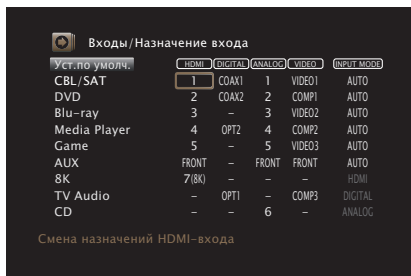 Входы/Назначение входа
Уст.по умолч. HDMI DIGITAL ANALOG VIDEO INPUT MODE
CBL/SAT 1 COAX1 1 VIDEO1 AUTO
DVD 2 COAX2 2 COMP1 AUTO
Blu-ray 3 – 3 VIDEO2 AUTO
Media Player 4 OPT2 4 COMP2 AUTO
Game 5 – 5 VIDEO3 AUTO
AUX FRONT – FRONT FRONT AUTO
8K 7(8K) – – – HDMI
TV Audio – OPT1 – COMP3 DIGITAL
CD – – 6 – ANALOG
Смена назначений HDMI-входа